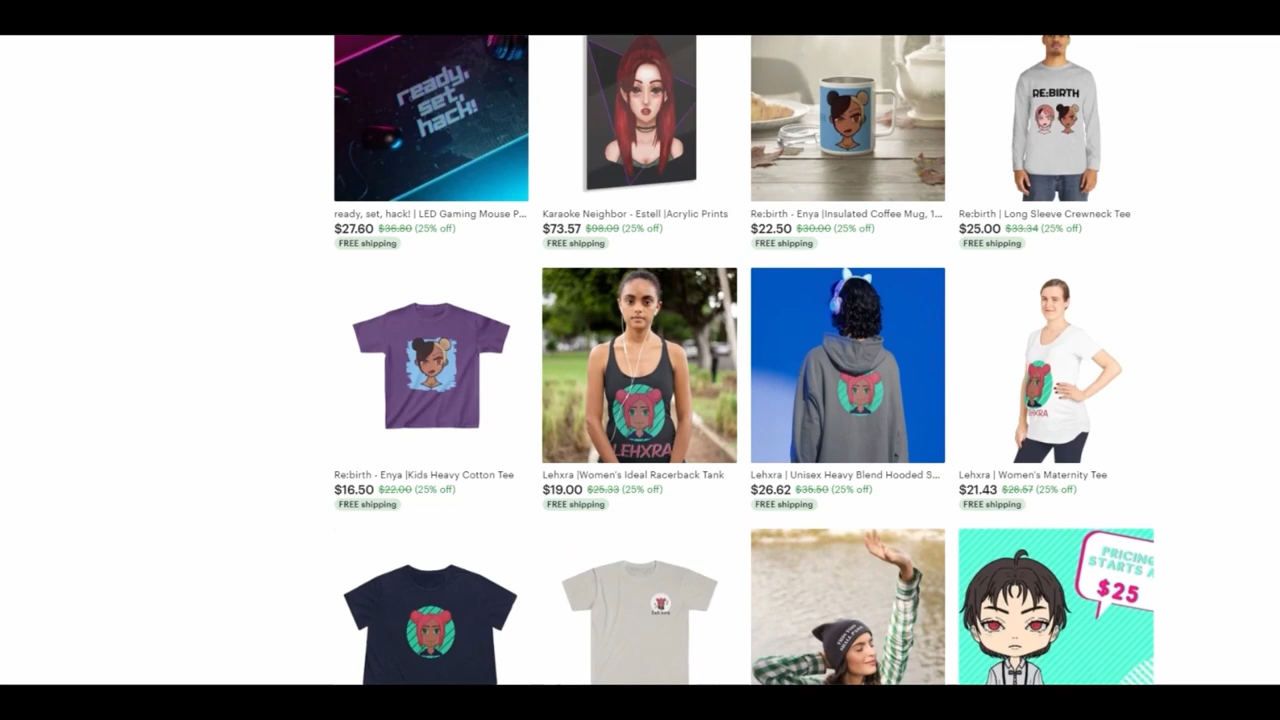 ready,
set,
hack!
RE:BIRTH
ready, set, hack! | LED Gaming Mouse P...
Karaoke Neighbor - Estell |Acrylic Prints
Re:birth - Enya |Insulated Coffee Mug, 1...
Re:birth | Long Sleeve Crewneck Tee
$27.60 $36.80 (25% off)
$73.57 $98.09 (25% off)
$22.50 $30.00 (25% off)
$25.00 $33.34 (25% off)
FREE shipping
FREE shipping
FREE shipping
FREE shipping
LEHXRA
HXRA
Re:birth - Enya |Kids Heavy Cotton Tee
Lehxra |Women's Ideal Racerback Tank
Lehxra | Unisex Heavy Blend Hooded S...
Lehxra | Women's Maternity Tee
$16.50 $22.00 (25% off)
$19.00 $25.33 (25% off)
$26.62 $35.50 (25% off)
$21.43 $28.57 (25% off)
FREE shipping
FREE shipping
FREE shipping
FREE shipping
PRICING
STARTS A
$25